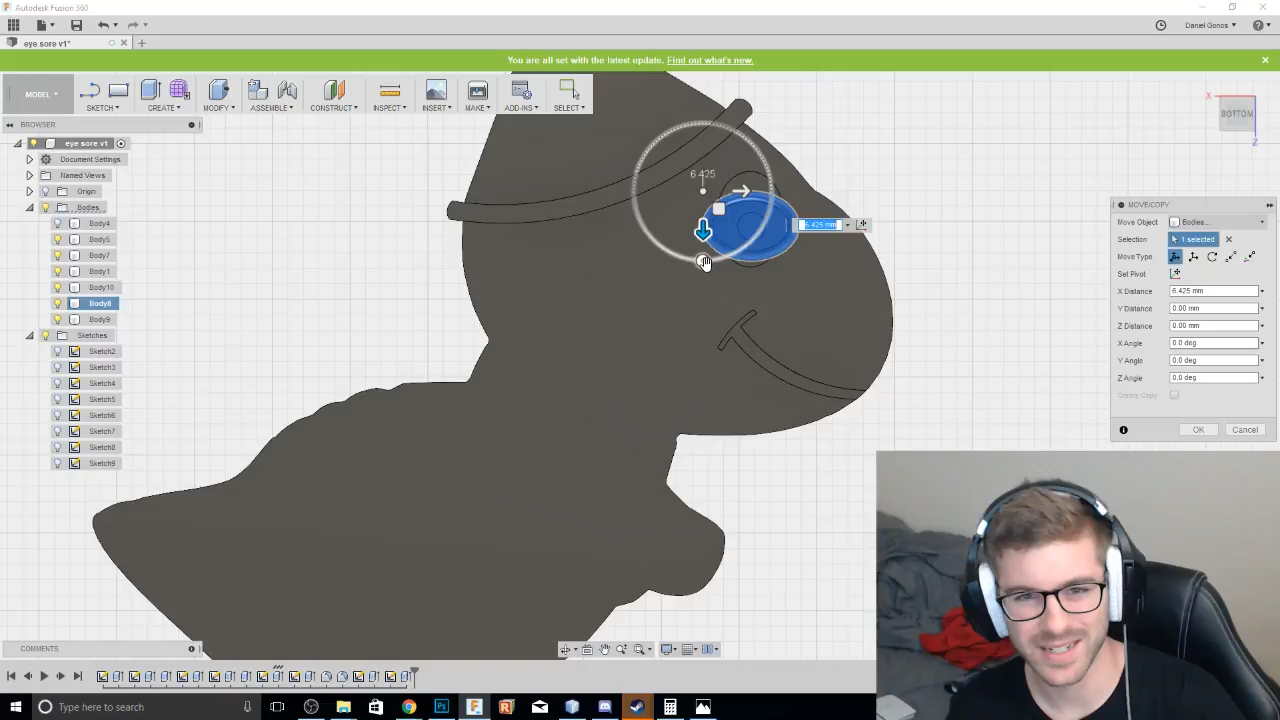 Autodesk Fusion 360
Daniel Gonos
eye sore v1*
You are all set with the latest update. Find out what's new.
MODEL
SKETCH
CREATE
MODIFY
ASSEMBLE
CONSTRUCT
INSPECT
INSERT
MAKE
ADD-INS
SELECT
BROWSER
eye sore v1
Document Settings
Named Views
Origin
Bodies
Body4
Body5
Body7
Body1
Body10
Body8
Body9
Sketches
Sketch2
Sketch3
Sketch4
Sketch5
Sketch6
Sketch7
Sketch8
Sketch9
6.425
6.425 mm
X
BOTTOM
Z
MOVE/COPY
Move Object Bodies...
Selection 1 selected
Move Type
Set Pivot
X Distance 6.425 mm
Y Distance 0.00 mm
Z Distance 0.00 mm
X Angle 0.0 deg
Y Angle 0.0 deg
Z Angle 0.0 deg
Create Copy
OK Cancel
COMMENTS
Type here to search